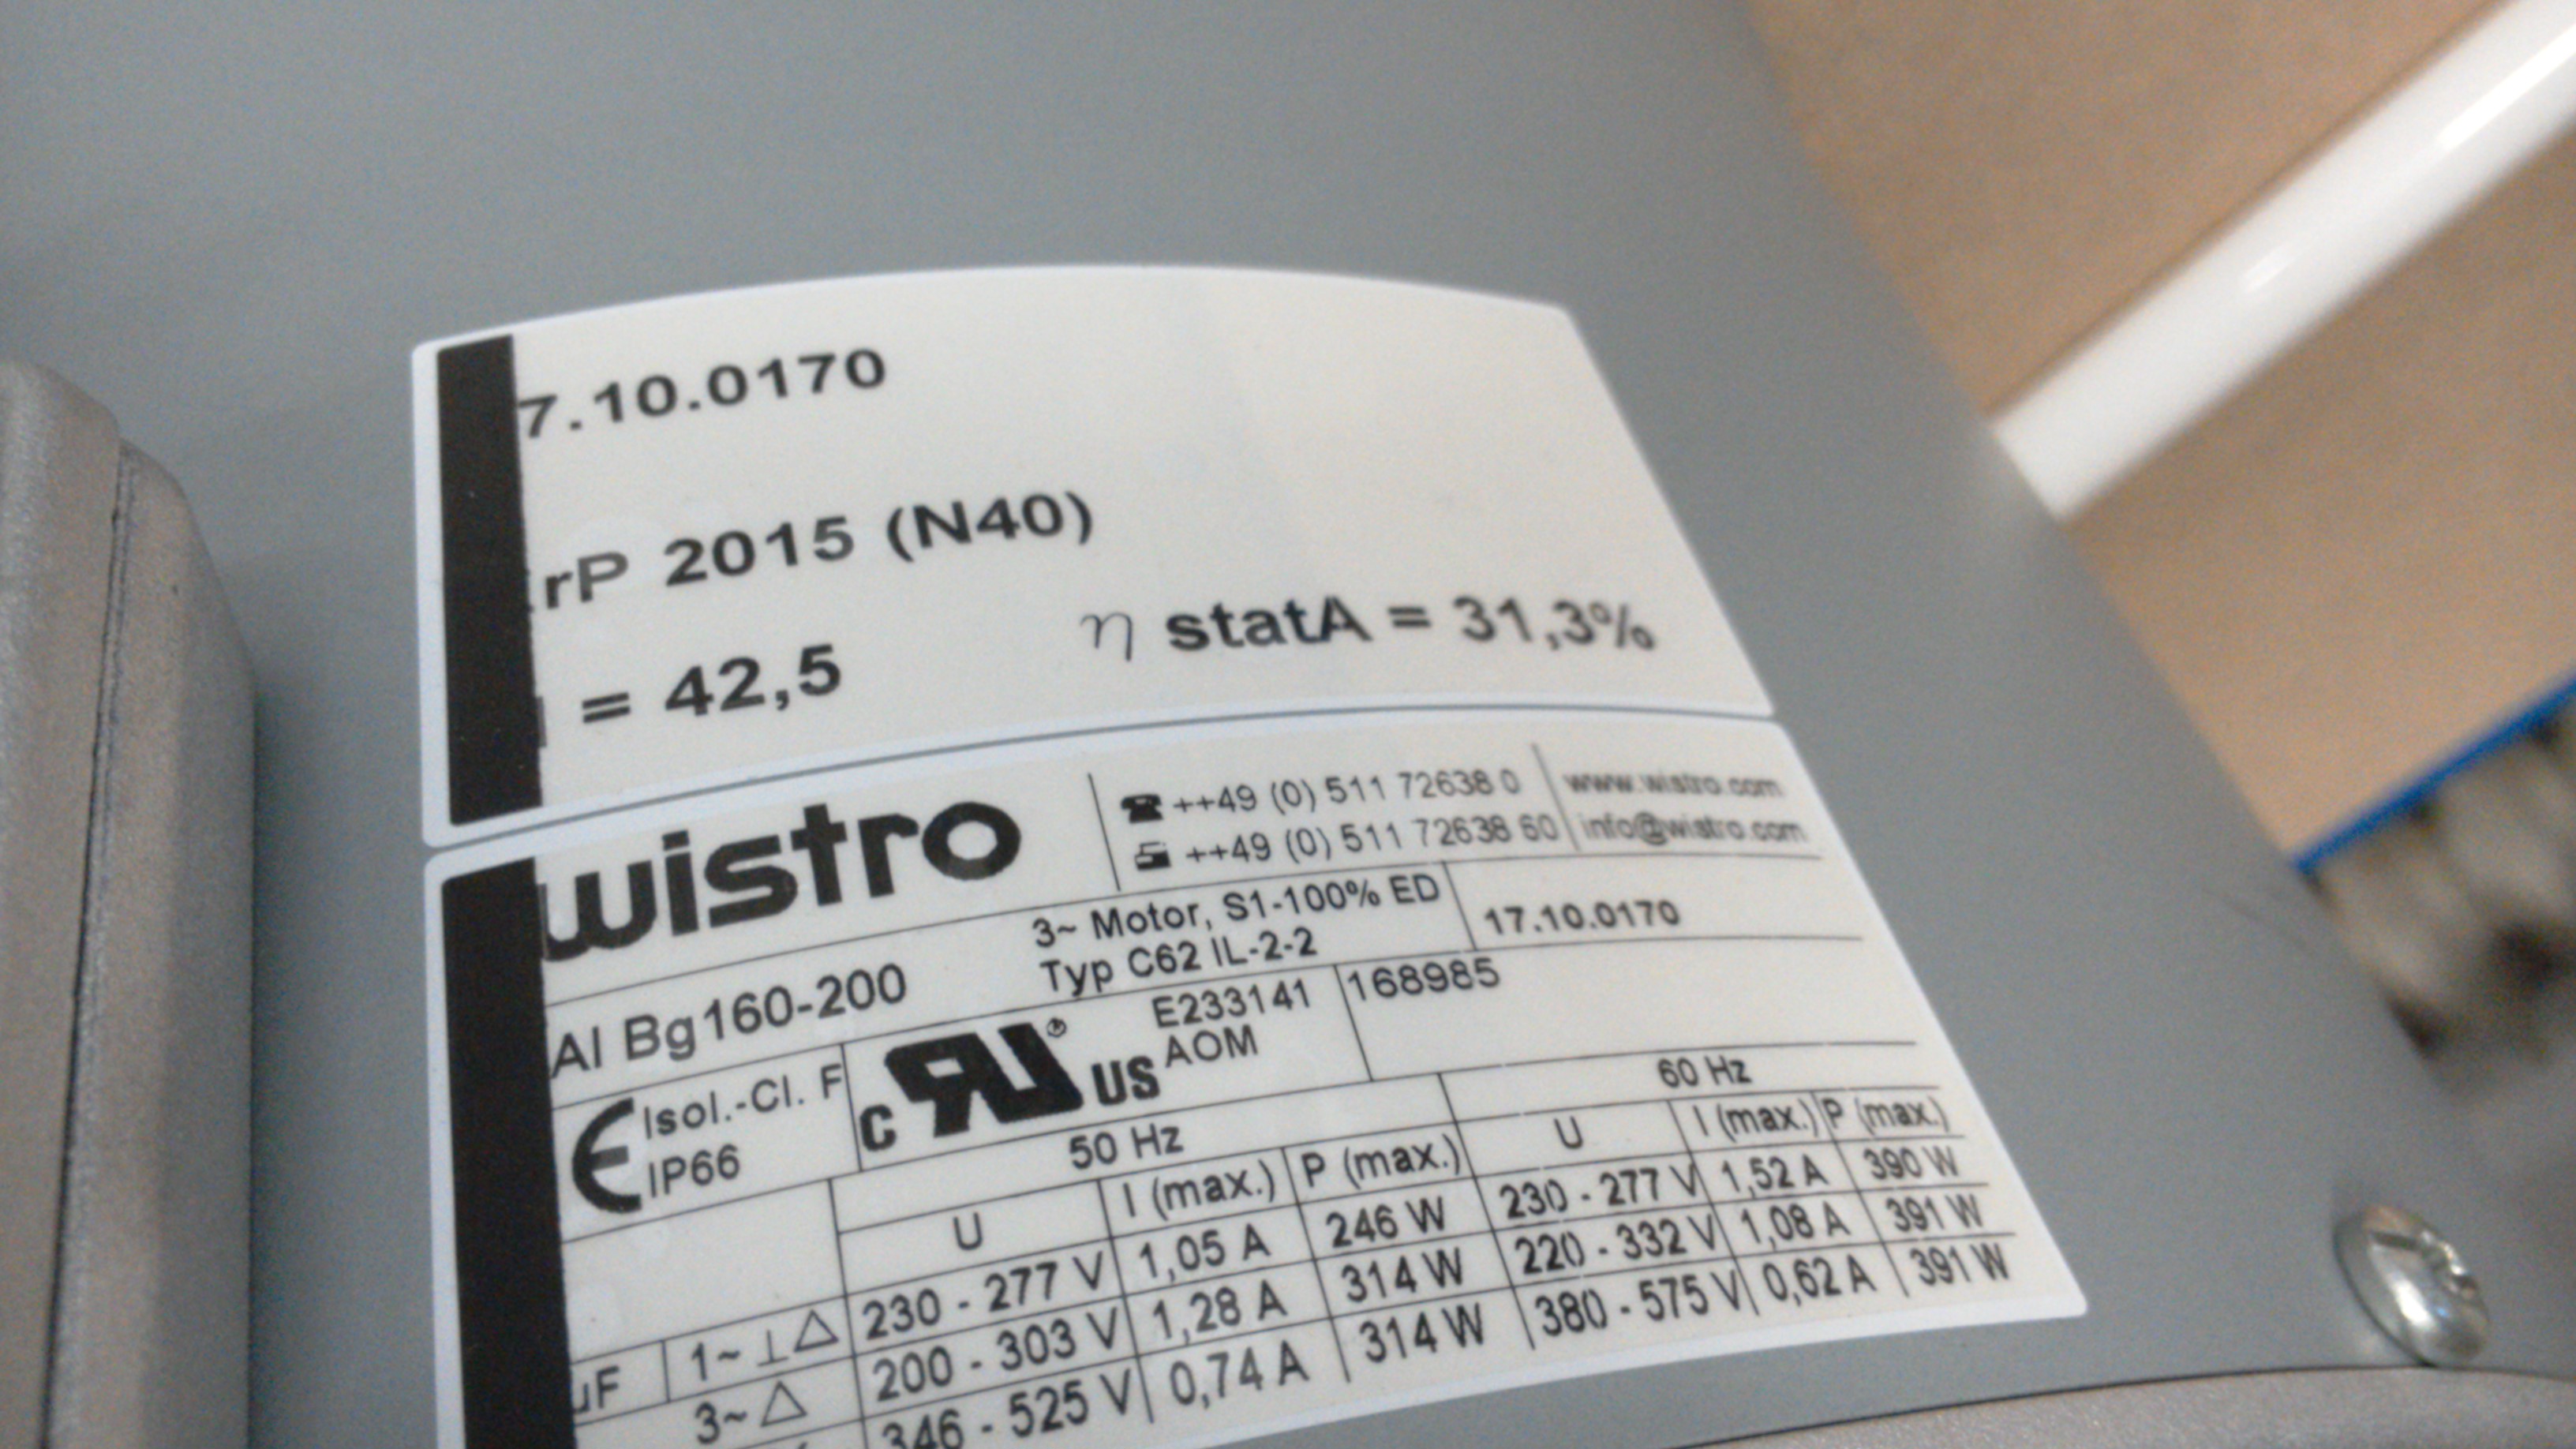 7.10.0170
rP 2015 (N40)
= 42,5 η statA = 31,3%
wistro
++49 (0) 511 72638 0 www.wistro.com
++49 (0) 511 72638 60 info@wistro.com
Al Bg160-200 3~ Motor, S1-100% ED 17.10.0170
Typ C62 IL-2-2
CE Isol.-Cl. F c RU ® US E233141 168985
IP66 AOM
50 Hz 60 Hz
U I (max.) P (max.) U I (max.) P (max.)
µF 1~ ⊥ △ 230 - 277 V 1,05 A 246 W 230 - 277 V 1,52 A 390 W
3~ △ 200 - 303 V 1,28 A 314 W 220 - 332 V 1,08 A 391 W
346 - 525 V 0,74 A 314 W 380 - 575 V 0,62 A 391 W